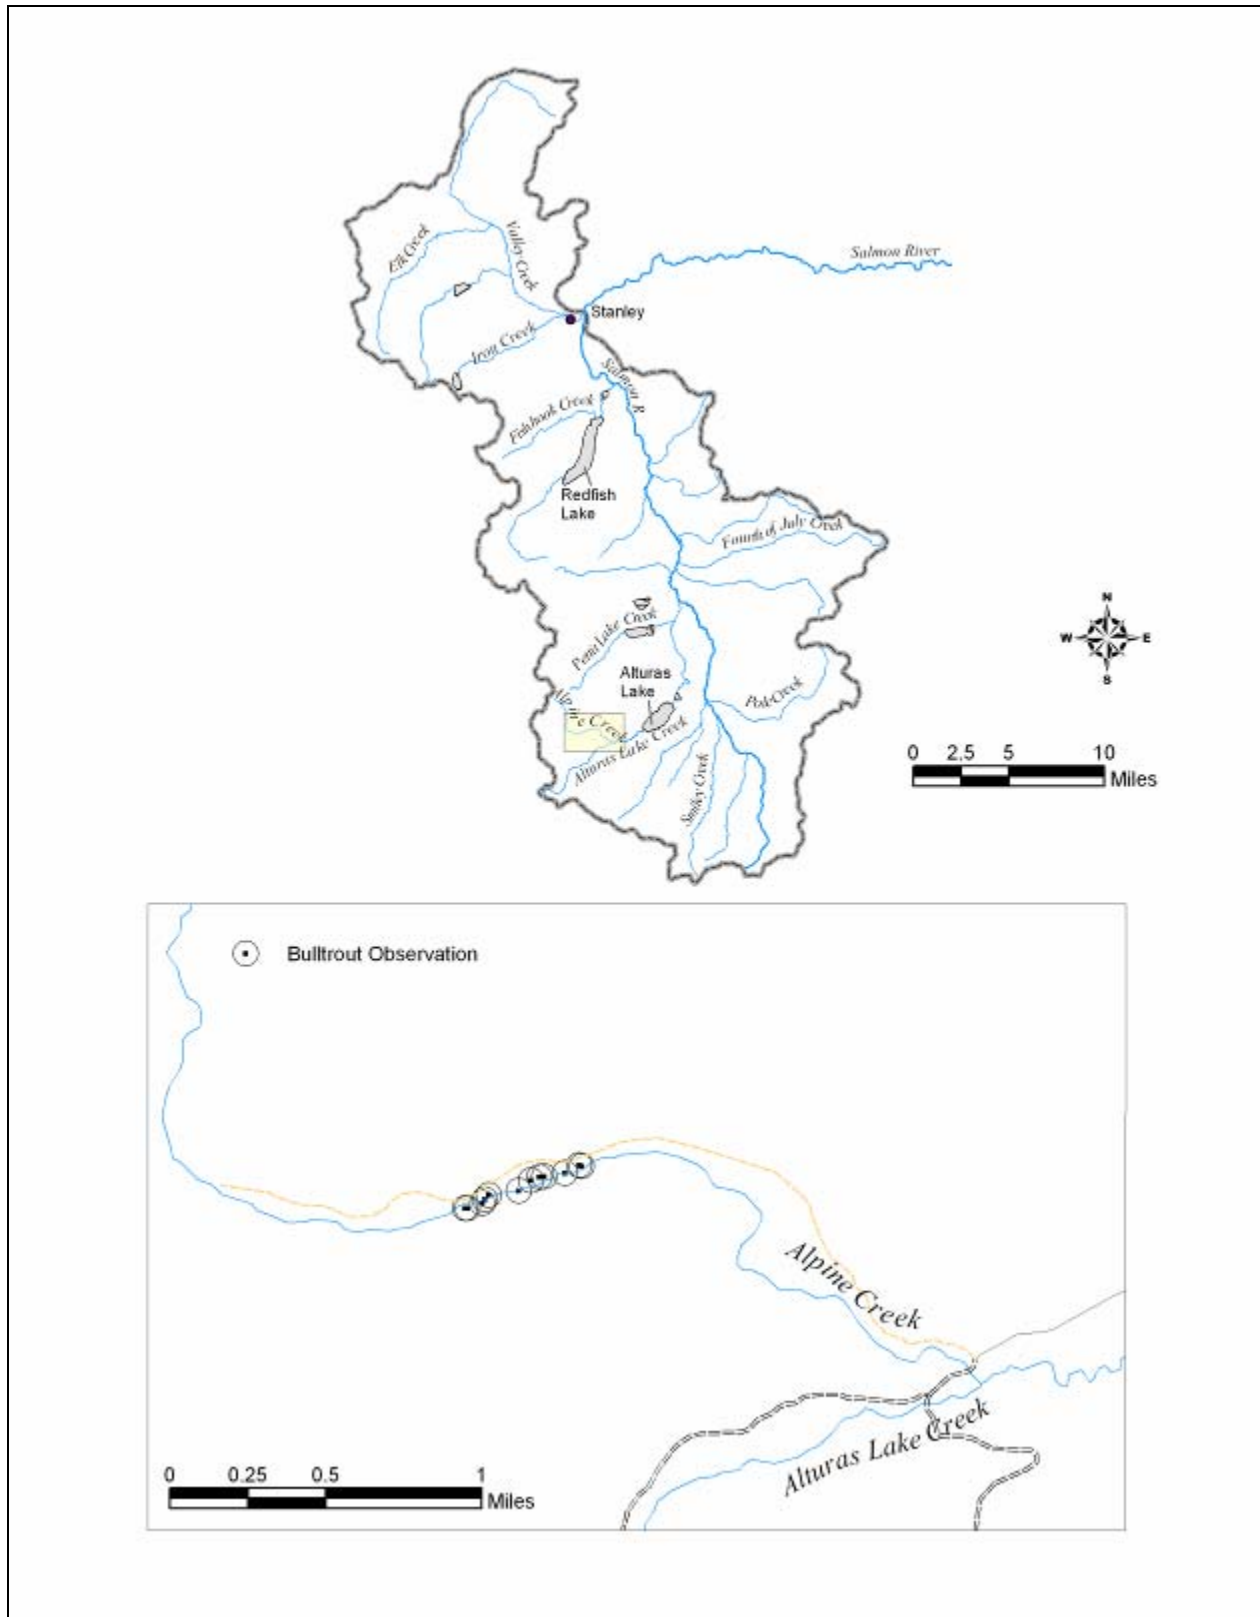 Elk Creek
Valley Creek
Salmon River
Stanley
Iron Creek
Salmon R
Fishhook Creek
Redfish
Lake
Fourth of July Creek
N
W E
S
Pettit Lake Creek
Alturas
Lake
Pole Creek
Alpine Creek
Alturas Lake Creek
Smiley Creek
0 2.5 5 10
Miles
Bulltrout Observation
Alpine Creek
Alturas Lake Creek
0 0.25 0.5 1
Miles